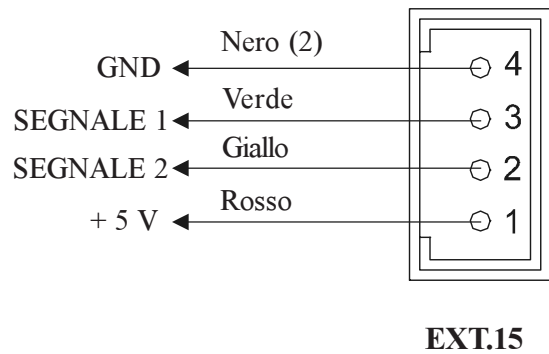 GND Nero (2) 4
SEGNALE 1 Verde 3
SEGNALE 2 Giallo 2
+ 5 V Rosso 1
EXT.15